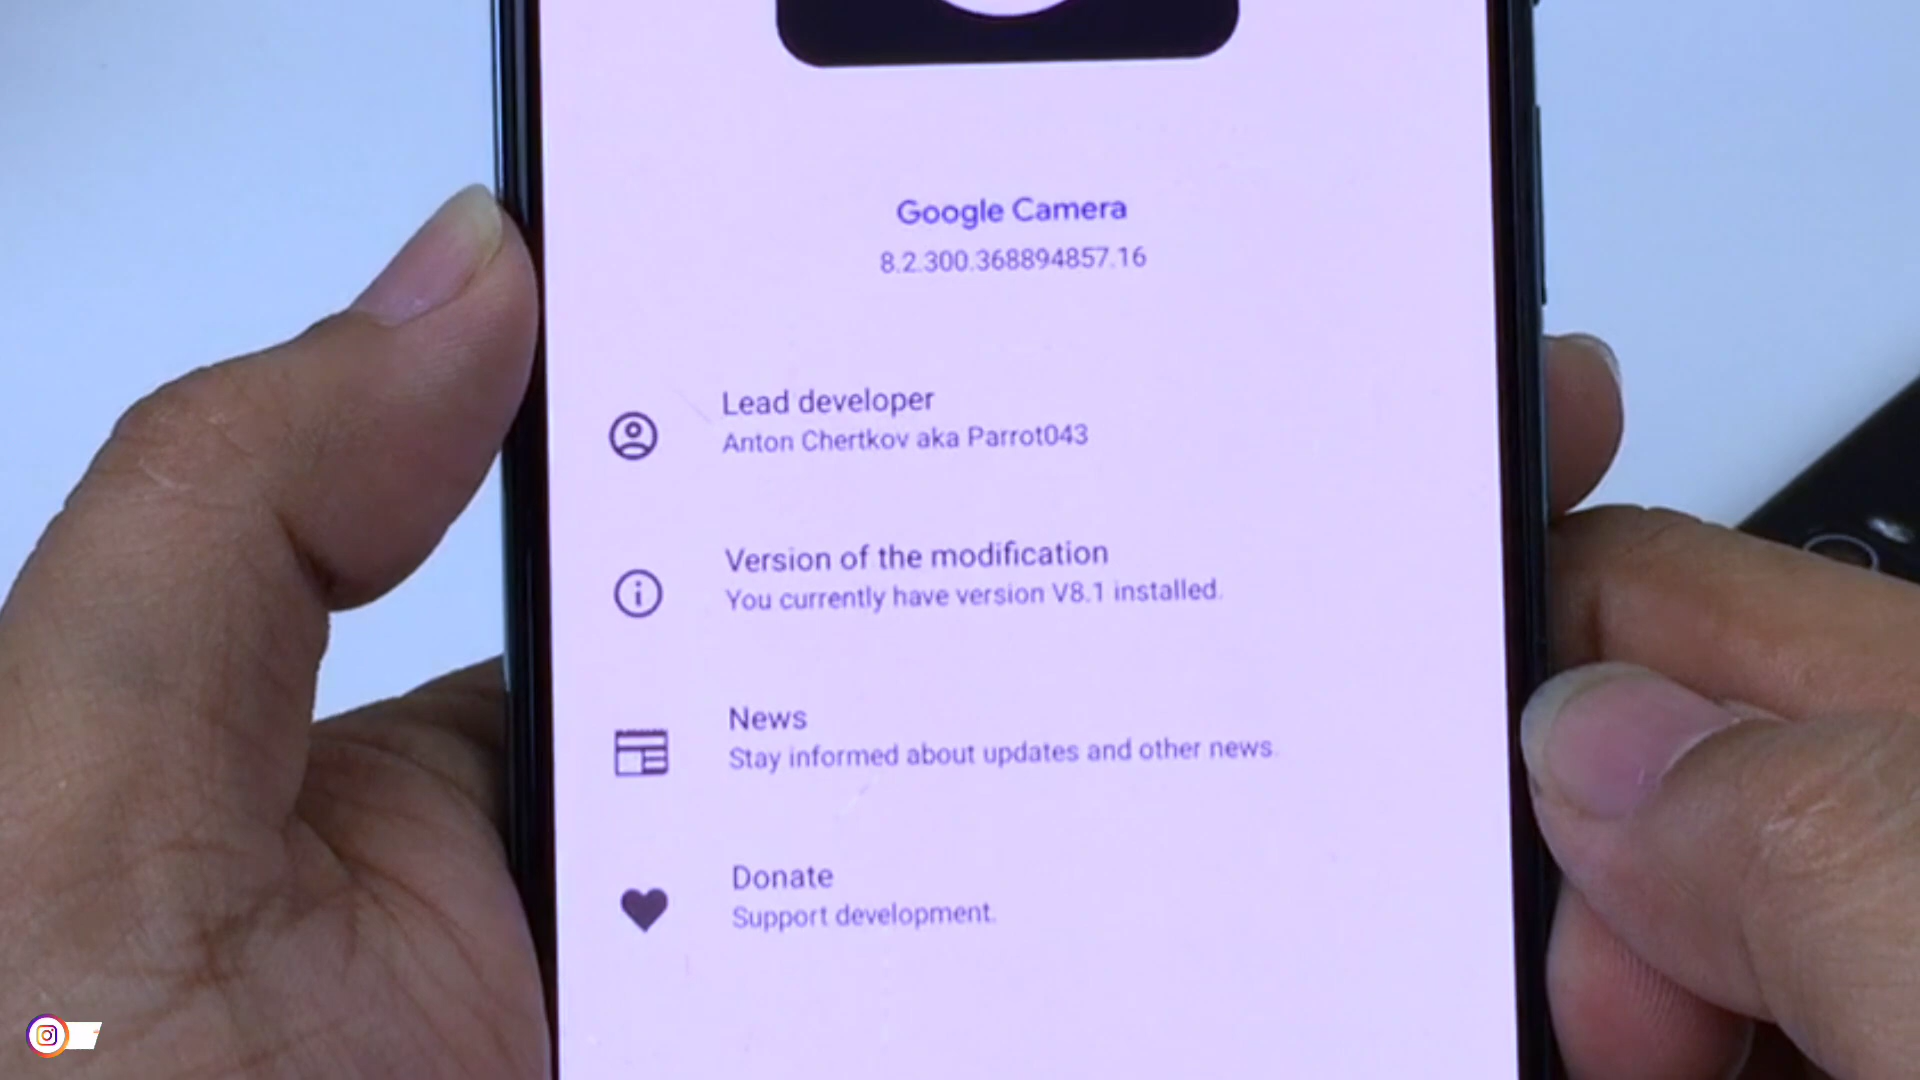 Google Camera
8.2.300.368894857.16
Lead developer
Anton Chertkov aka Parrot043
Version of the modification
You currently have version V8.1 installed.
News
Stay informed about updates and other news.
Donate
Support development.